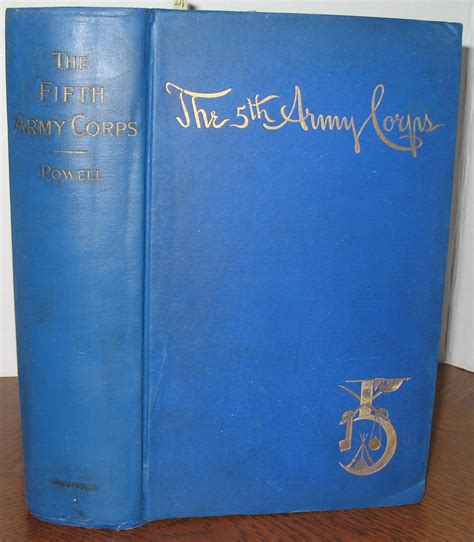 THE
FIFTH
ARMY CORPS
POWELL
The 5th Army Corps
5